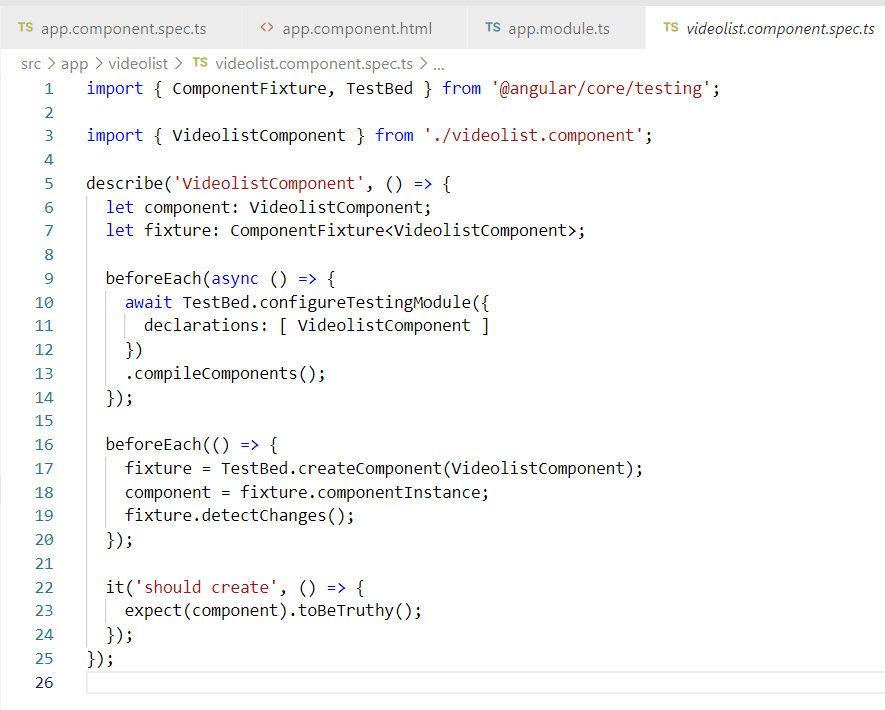 TS app.component.spec.ts <> app.component.html TS app.module.ts TS videolist.component.spec.ts
src > app > videolist > TS videolist.component.spec.ts > ...
1 import { ComponentFixture, TestBed } from '@angular/core/testing';
2
3 import { VideolistComponent } from './videolist.component';
4
5 describe('VideolistComponent', () => {
6   let component: VideolistComponent;
7   let fixture: ComponentFixture<VideolistComponent>;
8
9   beforeEach(async () => {
10     await TestBed.configureTestingModule({
11       declarations: [ VideolistComponent ]
12     })
13     .compileComponents();
14   });
15
16   beforeEach(() => {
17     fixture = TestBed.createComponent(VideolistComponent);
18     component = fixture.componentInstance;
19     fixture.detectChanges();
20   });
21
22   it('should create', () => {
23     expect(component).toBeTruthy();
24   });
25 });
26